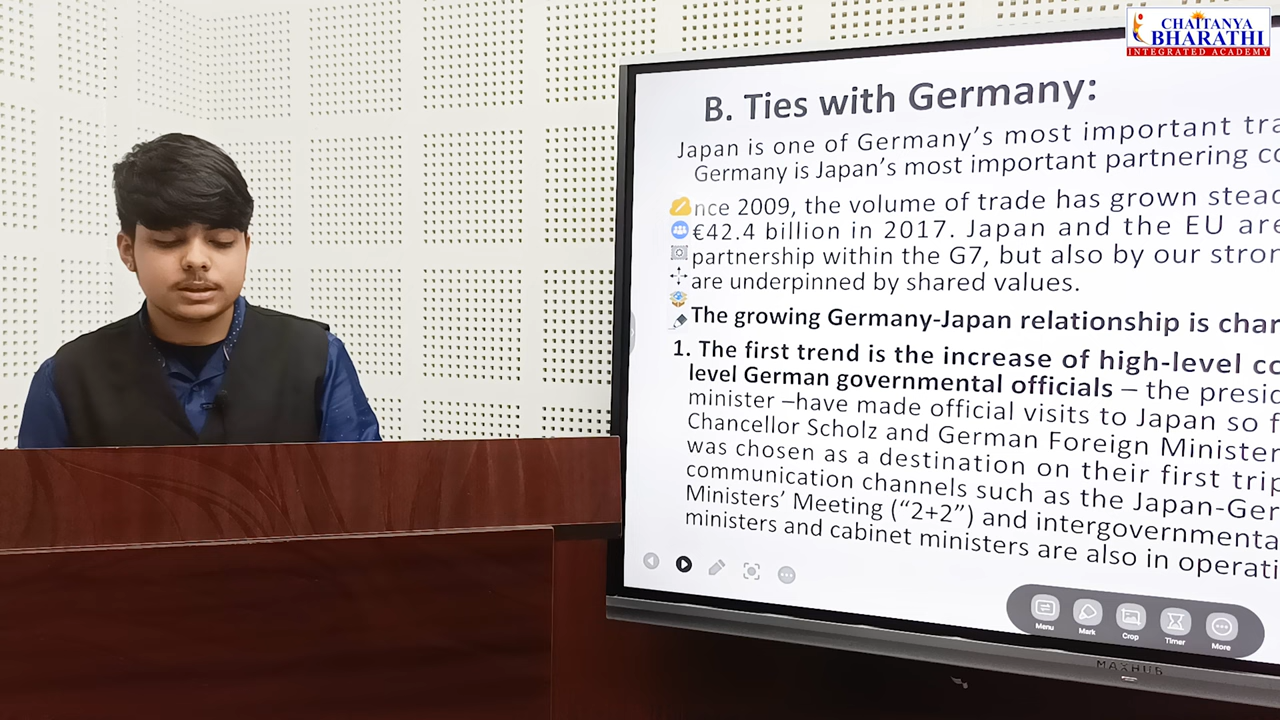 CHAITANYA
BHARATHI
INTEGRATED ACADEMY
B. Ties with Germany:
Japan is one of Germany's most important tra
Germany is Japan's most important partnering co
nce 2009, the volume of trade has grown stead
€42.4 billion in 2017. Japan and the EU are
partnership within the G7, but also by our stron
are underpinned by shared values.
The growing Germany-Japan relationship is char
1. The first trend is the increase of high-level co
level German governmental officials – the presid
minister –have made official visits to Japan so f
Chancellor Scholz and German Foreign Minister
was chosen as a destination on their first trip
communication channels such as the Japan-Ger
Ministers' Meeting ("2+2") and intergovernmenta
ministers and cabinet ministers are also in operati
Menu Mark Crop Timer More
MAXHUB